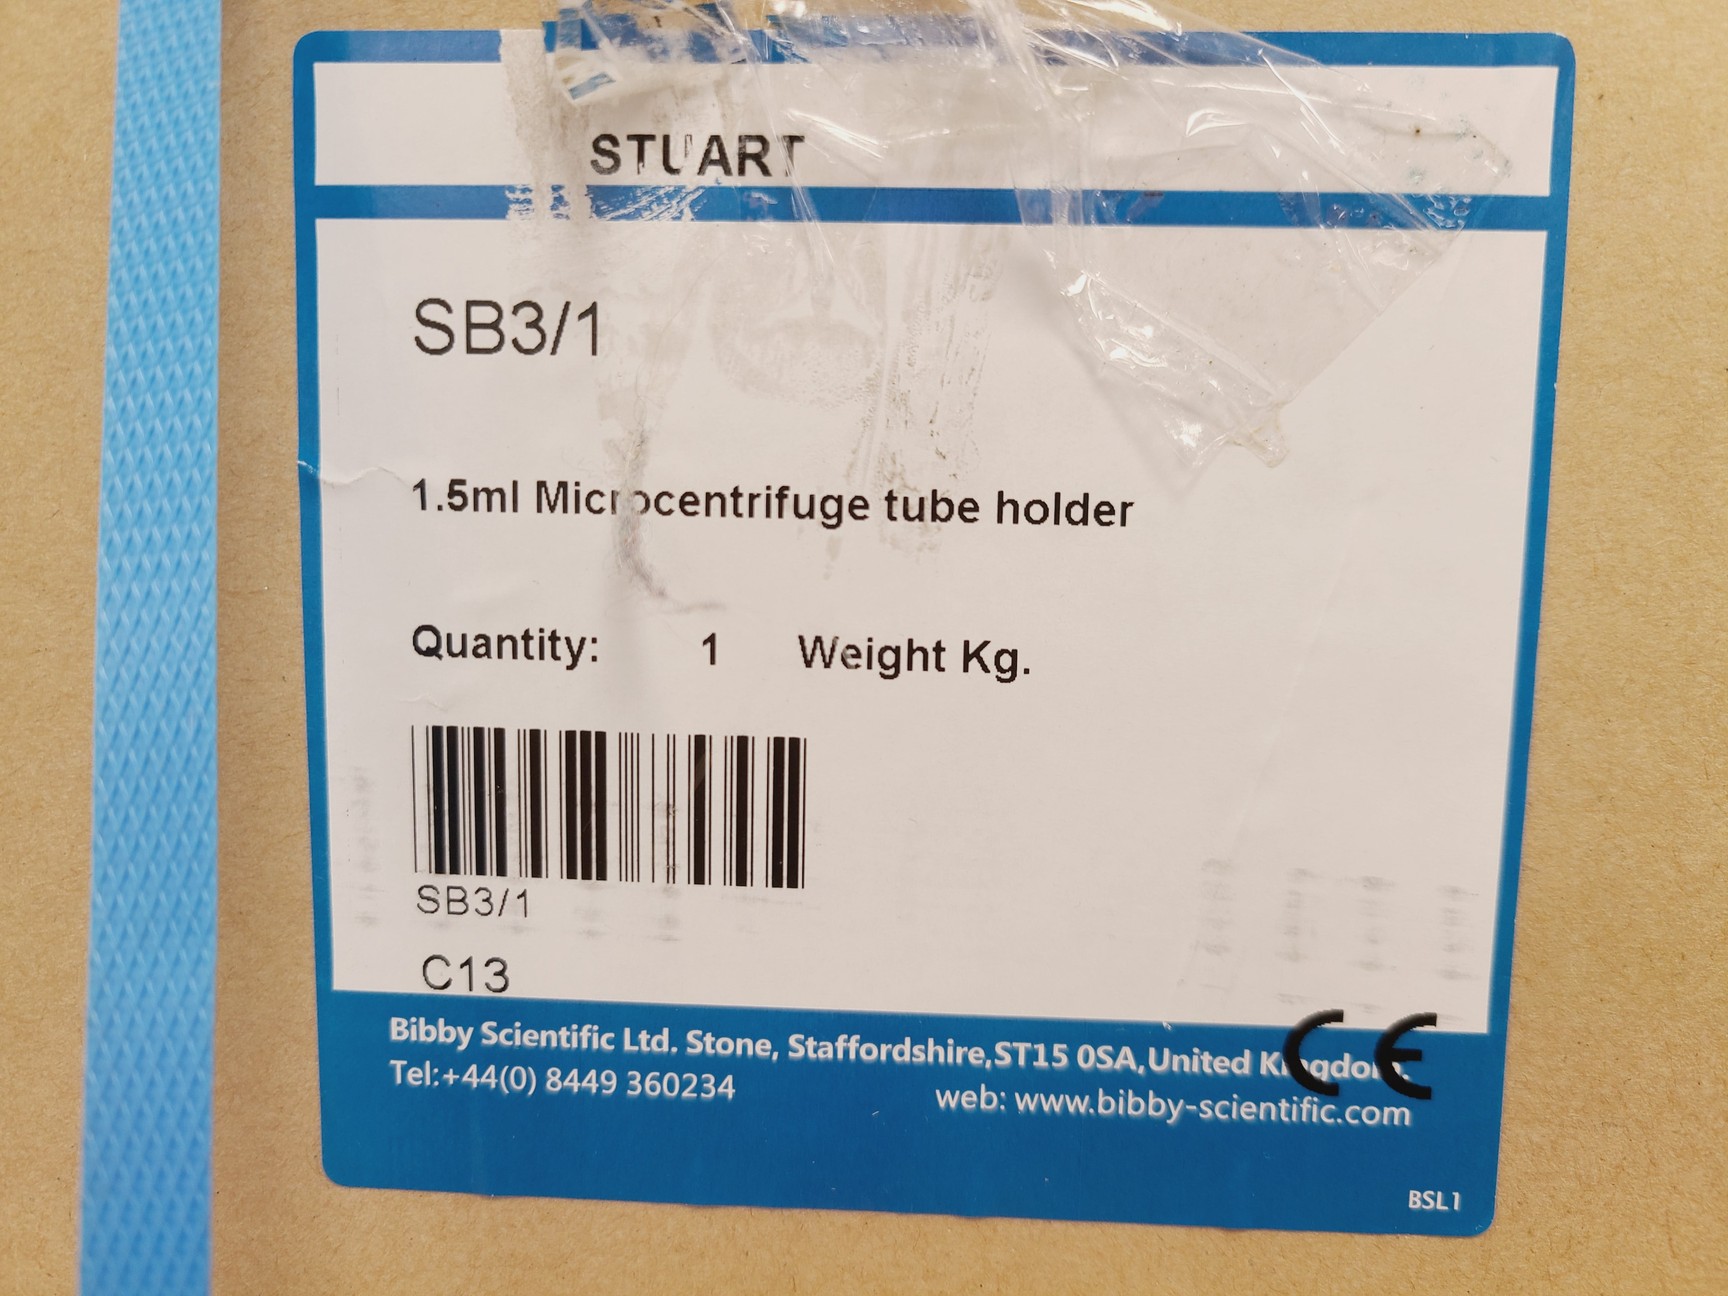 STUART
SB3/1
1.5ml Microcentrifuge tube holder
Quantity: 1 Weight Kg.
SB3/1
C13
Bibby Scientific Ltd. Stone, Staffordshire,ST15 0SA,United Kingdom.
CE
Tel:+44(0) 8449 360234
web: www.bibby-scientific.com
BSL1